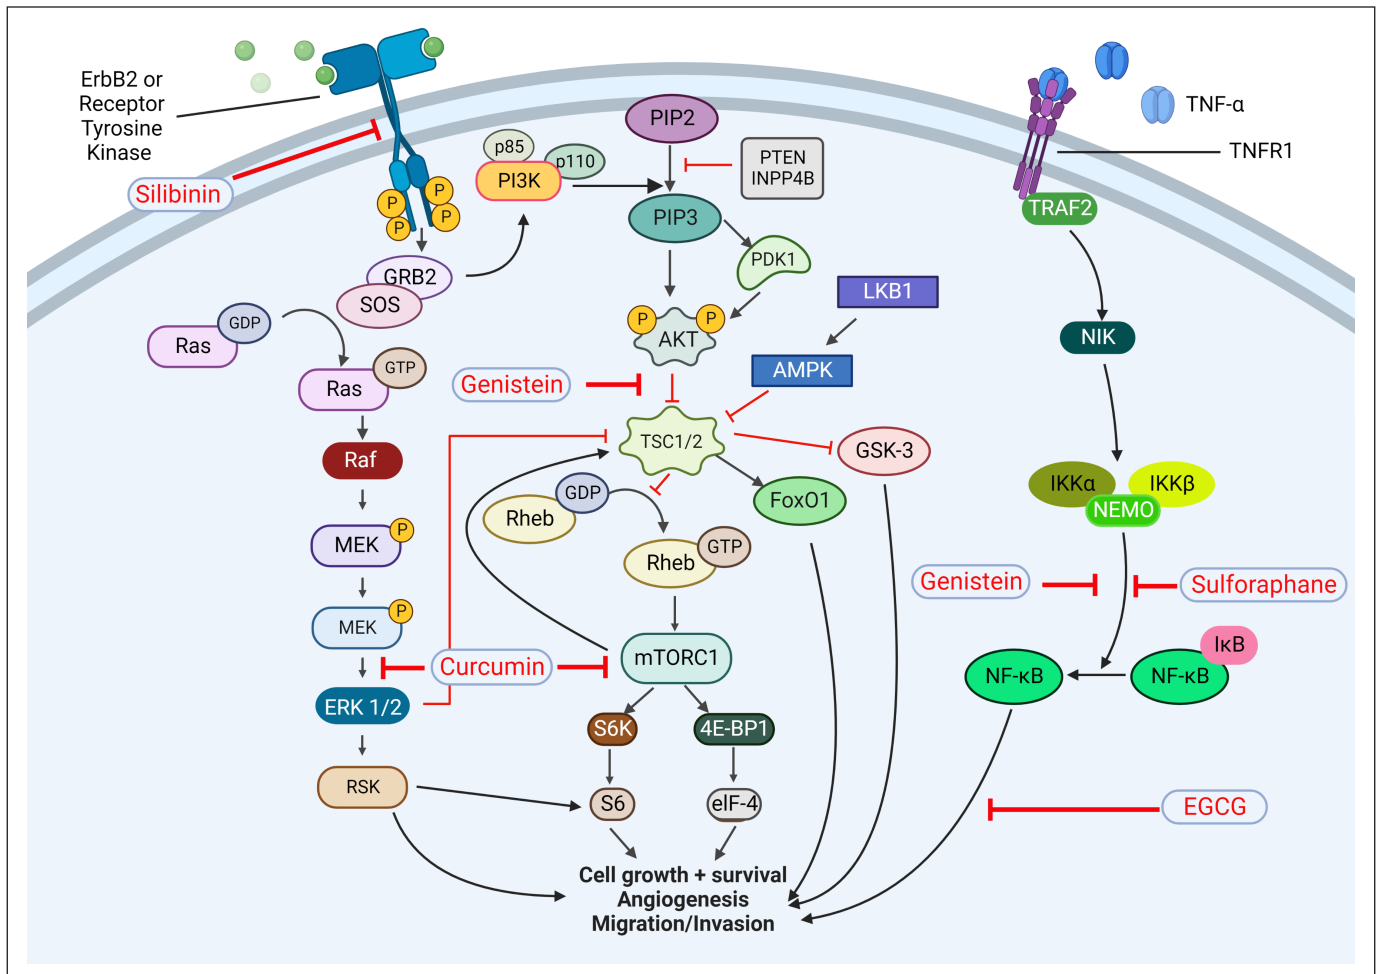 ErbB2 or
Receptor
Tyrosine
Kinase
Silibinin
P
P
P
P
GRB2
SOS
Ras
GDP
Ras
GTP
Raf
MEK
P
MEK
P
ERK 1/2
RSK
p85
p110
PI3K
PIP2
PTEN
INPP4B
PIP3
PDK1
P
P
AKT
LKB1
AMPK
Genistein
TSC1/2
GSK-3
FoxO1
GDP
Rheb
GTP
Rheb
Curcumin
mTORC1
S6K
4E-BP1
S6
eIF-4
Cell growth + survival
Angiogenesis
Migration/Invasion
TNF-α
TNFR1
TRAF2
NIK
IKKα
IKKβ
NEMO
Genistein
Sulforaphane
IκB
NF-κB
NF-κB
EGCG